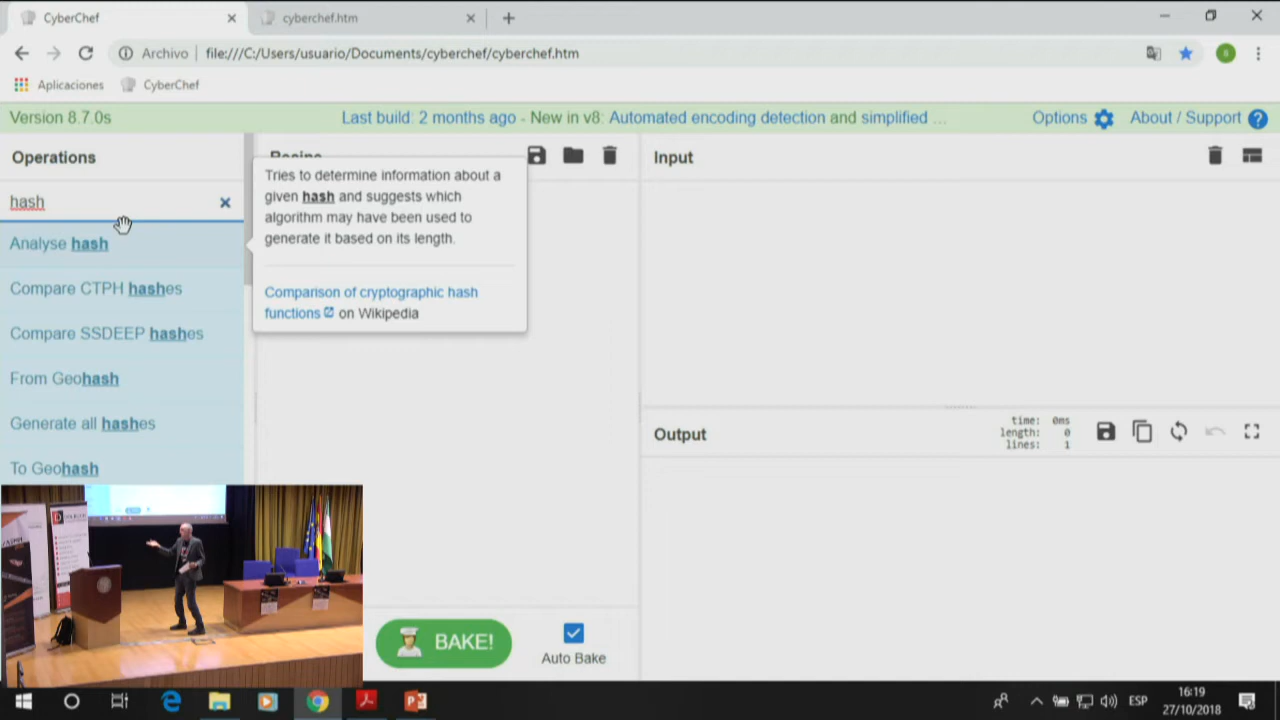 CyberChef
cyberchef.htm
Archivo
file:///C:/Users/usuario/Documents/cyberchef/cyberchef.htm
Aplicaciones
CyberChef
Version 8.7.0s
Last build: 2 months ago - New in v8: Automated encoding detection and simplified ...
Options
About / Support
Operations
Input
hash
Tries to determine information about a
given hash and suggests which
algorithm may have been used to
generate it based on its length.
Comparison of cryptographic hash
functions on Wikipedia
Analyse hash
Compare CTPH hashes
Compare SSDEEP hashes
From Geohash
Generate all hashes
To Geohash
Output
time: 0ms
length: 0
lines: 1
BAKE!
Auto Bake
ESP
16:19
27/10/2018